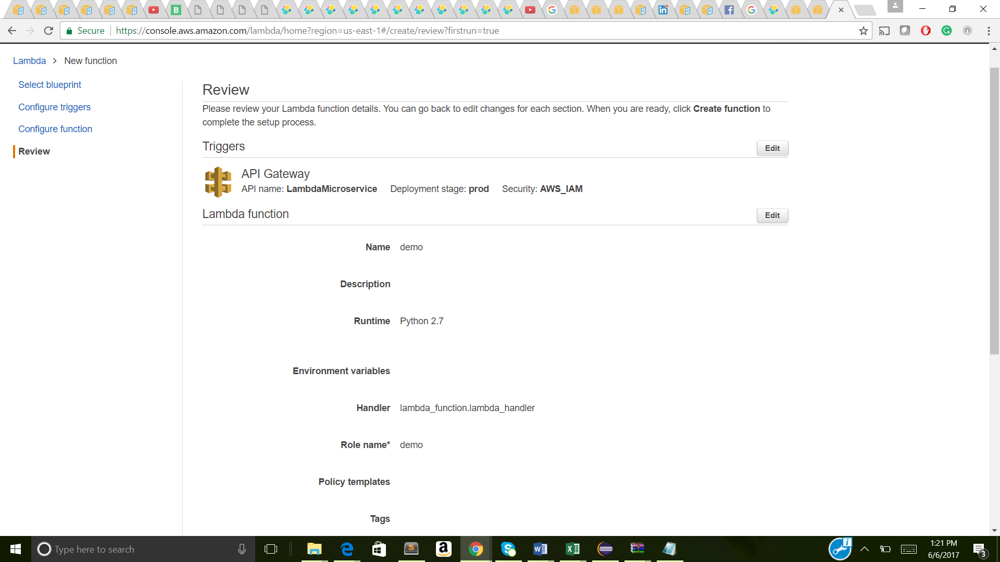 B
Secure https://console.aws.amazon.com/lambda/home?region=us-east-1#/create/review?firstrun=true
Lambda > New function
Select blueprint
Configure triggers
Configure function
Review
Review
Please review your Lambda function details. You can go back to edit changes for each section. When you are ready, click Create function to
complete the setup process.
Triggers
Edit
API Gateway
API name: LambdaMicroservice Deployment stage: prod Security: AWS_IAM
Lambda function
Edit
Name demo
Description
Runtime Python 2.7
Environment variables
Handler lambda_function.lambda_handler
Role name* demo
Policy templates
Tags
Type here to search
1:21 PM
6/6/2017
3